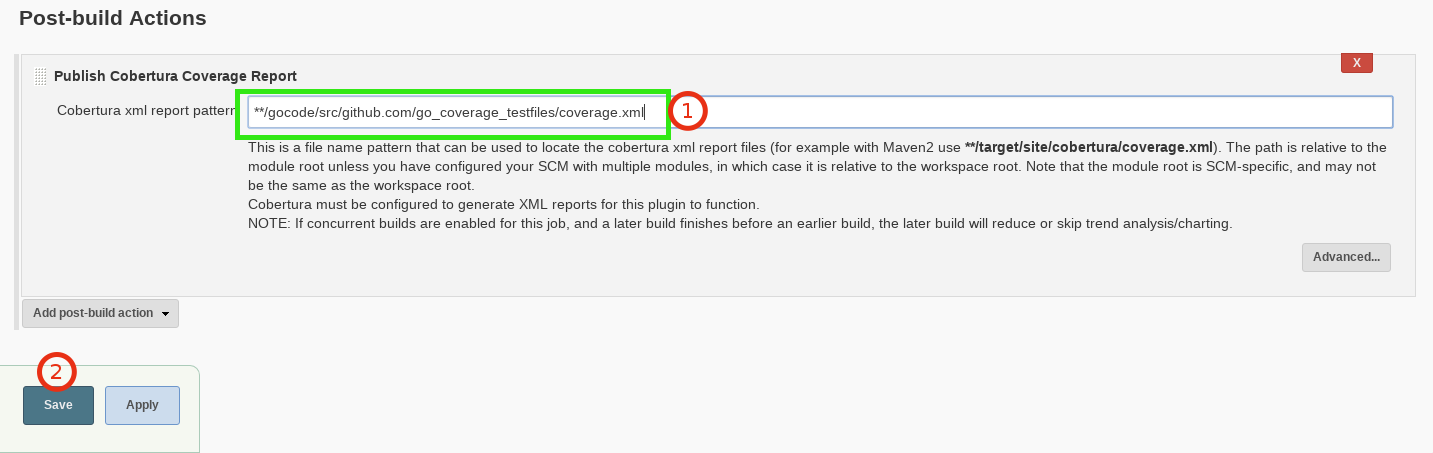 Post-build Actions
X
Publish Cobertura Coverage Report
Cobertura xml report pattern **/gocode/src/github.com/go_coverage_testfiles/coverage.xml 1
This is a file name pattern that can be used to locate the cobertura xml report files (for example with Maven2 use **/target/site/cobertura/coverage.xml). The path is relative to the
module root unless you have configured your SCM with multiple modules, in which case it is relative to the workspace root. Note that the module root is SCM-specific, and may not
be the same as the workspace root.
Cobertura must be configured to generate XML reports for this plugin to function.
NOTE: If concurrent builds are enabled for this job, and a later build finishes before an earlier build, the later build will reduce or skip trend analysis/charting.
Advanced...
Add post-build action
2
Save Apply